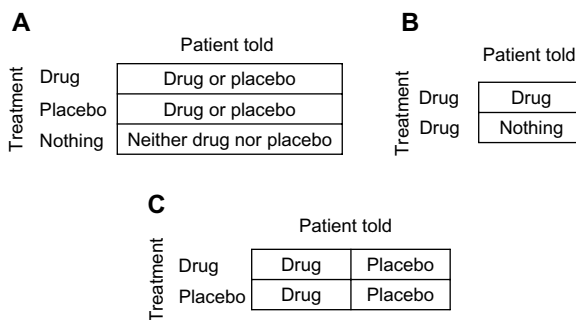 A
Patient told
Treatment
Drug Drug or placebo
Placebo Drug or placebo
Nothing Neither drug nor placebo
B
Patient told
Treatment
Drug Drug
Drug Nothing
C
Patient told
Treatment
Drug Drug Placebo
Placebo Drug Placebo